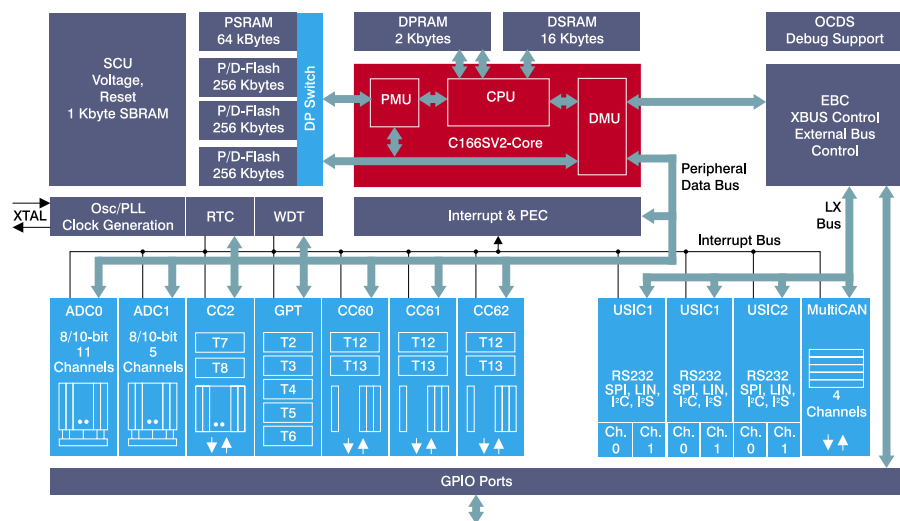 SCU
Voltage,
Reset
1 Kbyte SBRAM
PSRAM
64 kBytes
P/D-Flash
256 Kbytes
P/D-Flash
256 Kbytes
P/D-Flash
256 Kbytes
DP Switch
DPRAM
2 Kbytes
DSRAM
16 Kbytes
PMU
CPU
DMU
C166SV2-Core
OCDS
Debug Support
EBC
XBUS Control
External Bus
Control
Peripheral
Data Bus
LX
Bus
XTAL
Osc/PLL
Clock Generation
RTC
WDT
Interrupt & PEC
Interrupt Bus
ADC0
8/10-bit
11
Channels
ADC1
8/10-bit
5
Channels
CC2
T7
T8
GPT
T2
T3
T4
T5
T6
CC60
T12
T13
CC61
T12
T13
CC62
T12
T13
USIC1
RS232
SPI, LIN,
I²C, I²S
Ch.
0
Ch.
1
USIC1
RS232
SPI, LIN,
I²C, I²S
Ch.
0
Ch.
1
USIC2
RS232
SPI, LIN,
I²C, I²S
Ch.
0
Ch.
1
MultiCAN
4
Channels
GPIO Ports